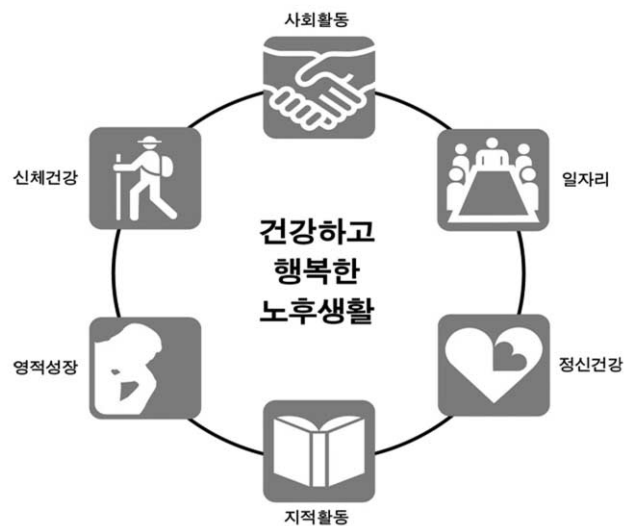 사회활동
신체건강
일자리
건강하고
행복한
노후생활
영적성장
정신건강
지적활동